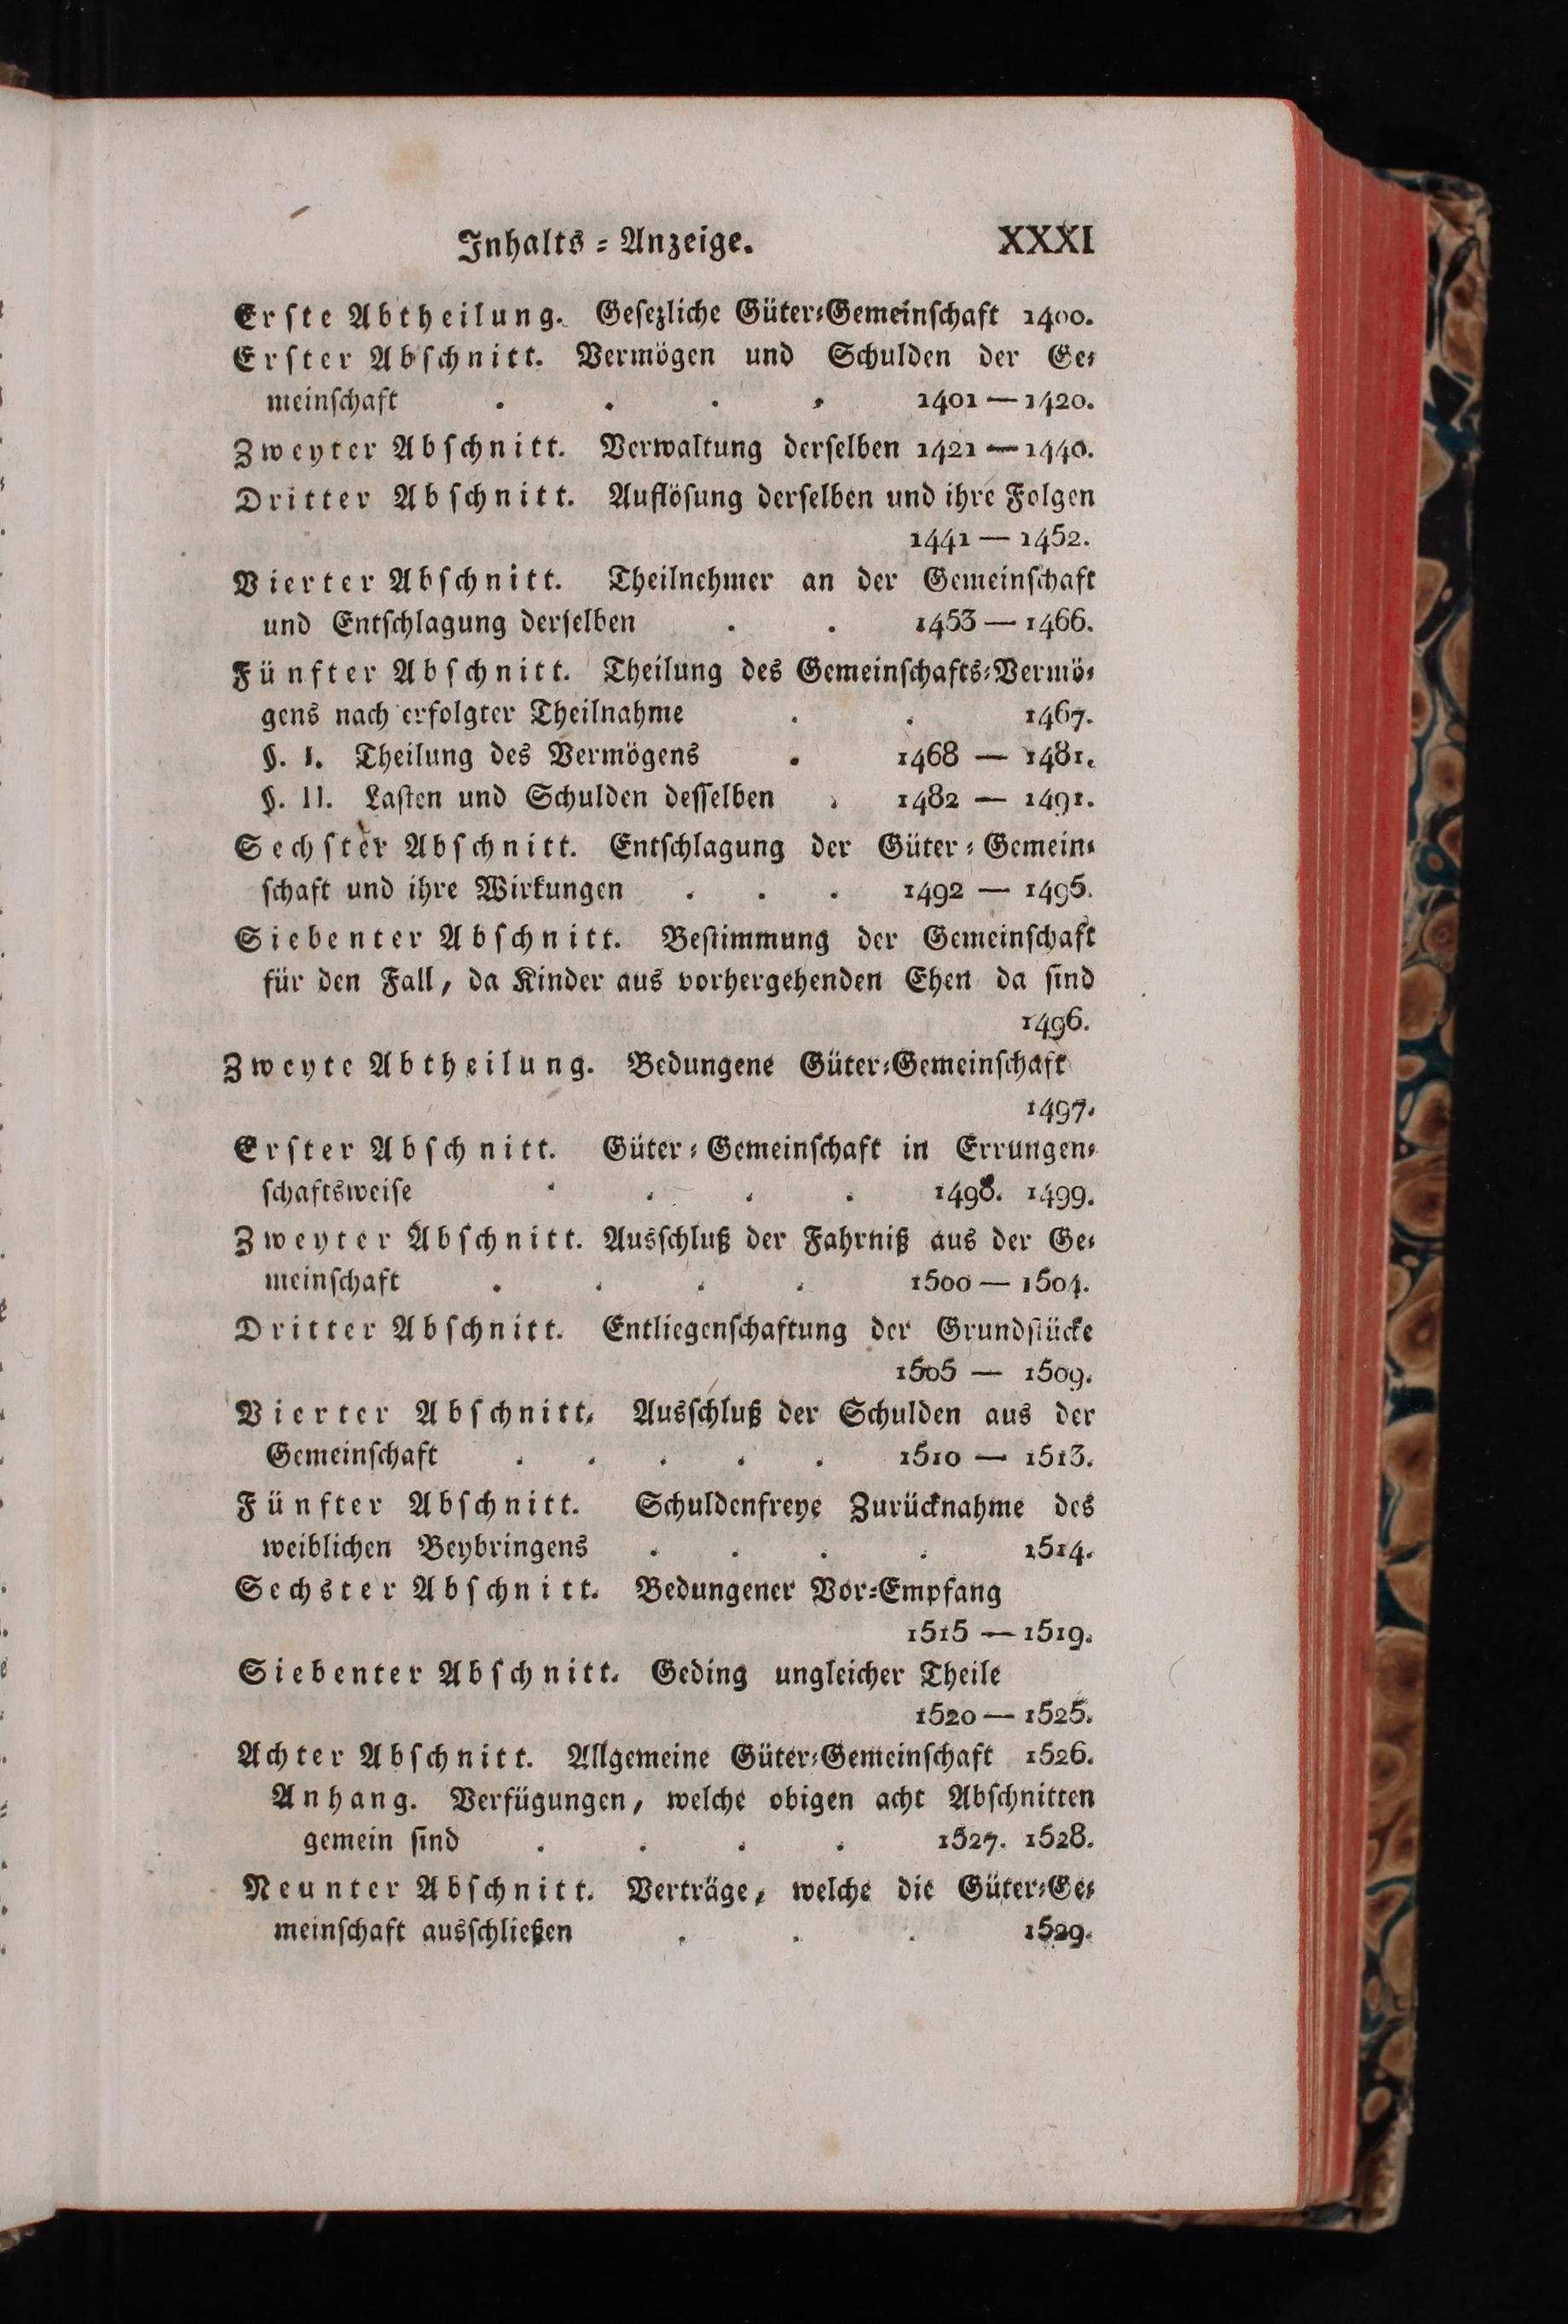 Inhalts = Anzeige. XXXI
Erste Abtheilung. Geſezliche Güter=Gemeinſchaft 1400.
Erſter Abſchnitt. Vermögen und Schulden der Ge=
meinſchaft . . . . 1401 — 1420.
Zweyter Abſchnitt. Verwaltung derſelben 1421 — 1440.
Dritter Abſchnitt. Auflöſung derſelben und ihre Folgen
1441 — 1452.
Vierter Abſchnitt. Theilnehmer an der Gemeinſchaft
und Entſchlagung derſelben . . 1453 — 1466.
Fünfter Abſchnitt. Theilung des Gemeinſchafts=Vermö=
gens nach erfolgter Theilnahme . . 1467.
§. I. Theilung des Vermögens . 1468 — 1481.
§. II. Laſten und Schulden deſſelben . 1482 — 1491.
Sechſter Abſchnitt. Entſchlagung der Güter = Gemein=
ſchaft und ihre Wirkungen . . . 1492 — 1495.
Siebenter Abſchnitt. Beſtimmung der Gemeinſchaft
für den Fall, da Kinder aus vorhergehenden Ehen da ſind
1496.
Zweyte Abtheilung. Bedungene Güter=Gemeinſchaft
1497.
Erſter Abſchnitt. Güter = Gemeinſchaft in Errungen=
ſchaftsweiſe . . . . 1498. 1499.
Zweyter Abſchnitt. Ausſchluß der Fahrniß aus der Ge=
meinſchaft . . . . 1500 — 1504.
Dritter Abſchnitt. Entliegenſchaftung der Grundſtücke
1505 — 1509.
Vierter Abſchnitt. Ausſchluß der Schulden aus der
Gemeinſchaft . . . . . 1510 — 1513.
Fünfter Abſchnitt. Schuldenfreye Zurücknahme des
weiblichen Beybringens . . . . 1514.
Sechster Abſchnitt. Bedungener Vor=Empfang
1515 — 1519.
Siebenter Abſchnitt. Geding ungleicher Theile
1520 — 1525.
Achter Abſchnitt. Allgemeine Güter=Gemeinſchaft 1526.
Anhang. Verfügungen, welche obigen acht Abſchnitten
gemein ſind . . . . 1527. 1528.
Neunter Abſchnitt. Verträge, welche die Güter=Ge=
meinſchaft ausſchließen . . . 1529.